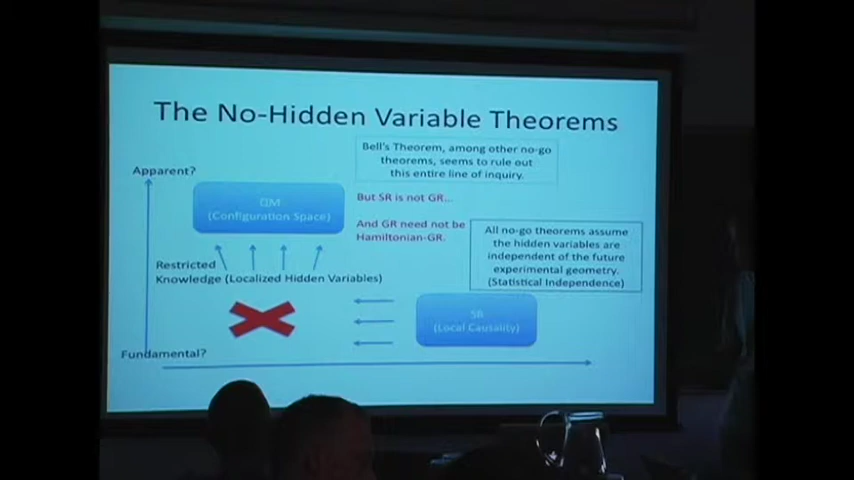 The No-Hidden Variable Theorems
Bell's Theorem, among other no-go
theorems, seems to rule out
this entire line of inquiry.
Apparent?
QM
(Configuration Space)
But SR is not GR...
And GR need not be
Hamiltonian-GR.
All no-go theorems assume
the hidden variables are
independent of the future
experimental geometry.
(Statistical Independence)
Restricted
Knowledge (Localized Hidden Variables)
SR
(Local Causality)
Fundamental?